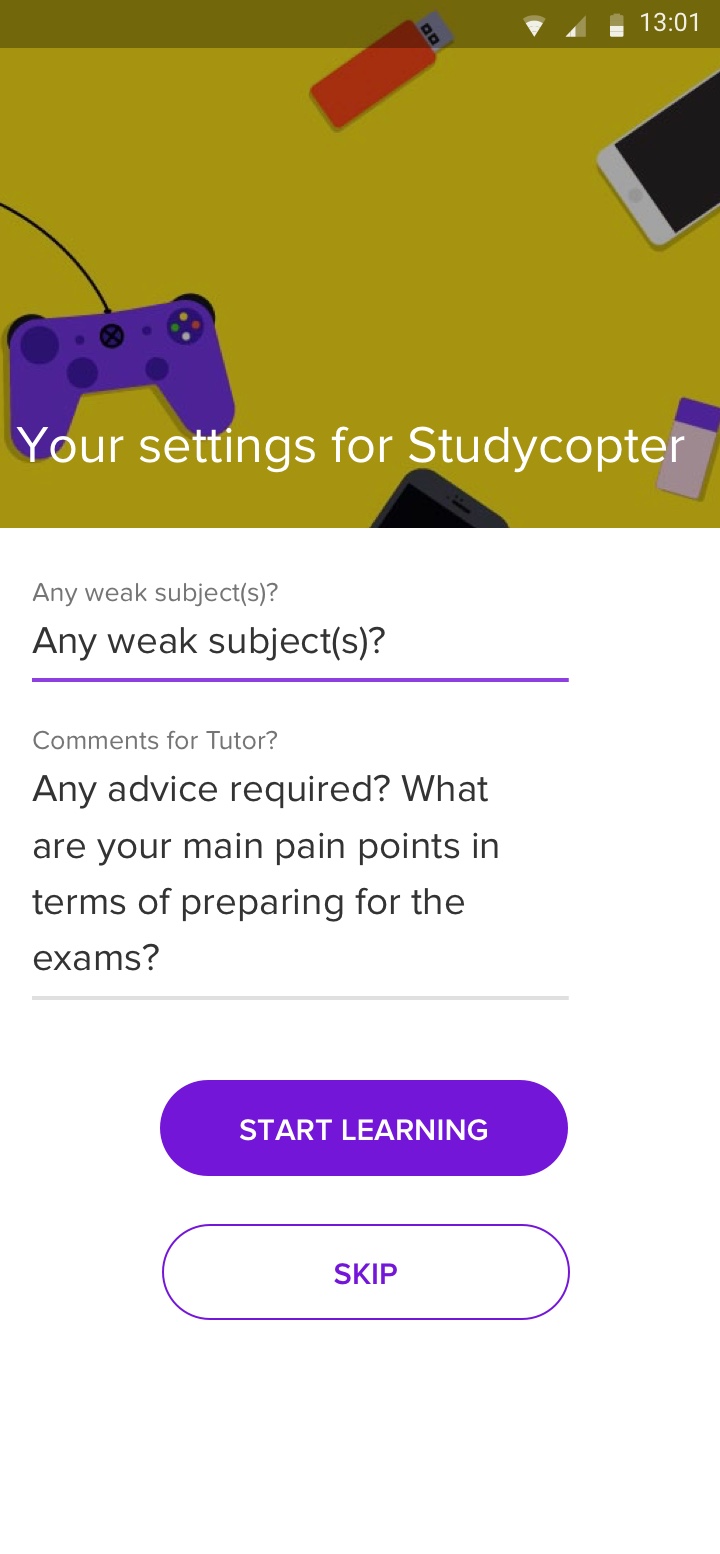 13:01
Your settings for Studycopter
Any weak subject(s)?
Any weak subject(s)?
Comments for Tutor?
Any advice required? What
are your main pain points in
terms of preparing for the
exams?
START LEARNING
SKIP